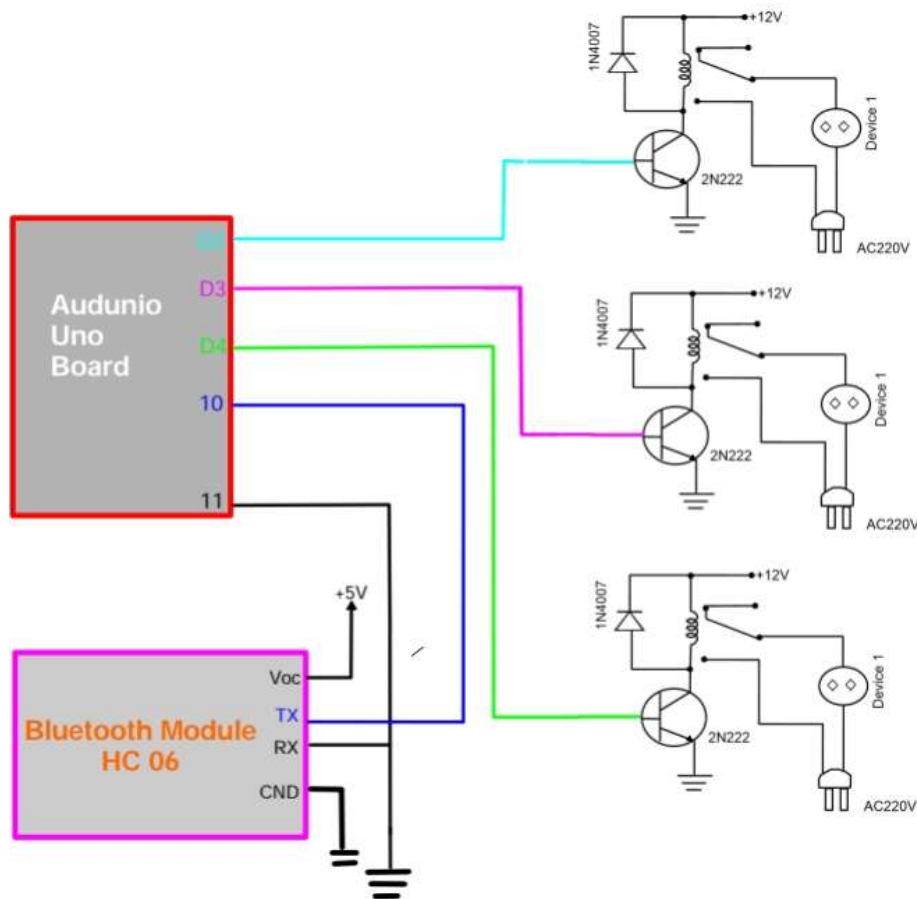 +12V
1N4007
Device 1
2N222
AC220V
Audunio
Uno
Board
D3
D4
10
11
+12V
1N4007
Device 1
2N222
AC220V
+12V
1N4007
Device 1
2N222
AC220V
+5V
Bluetooth Module
HC 06
Voc
TX
RX
CND